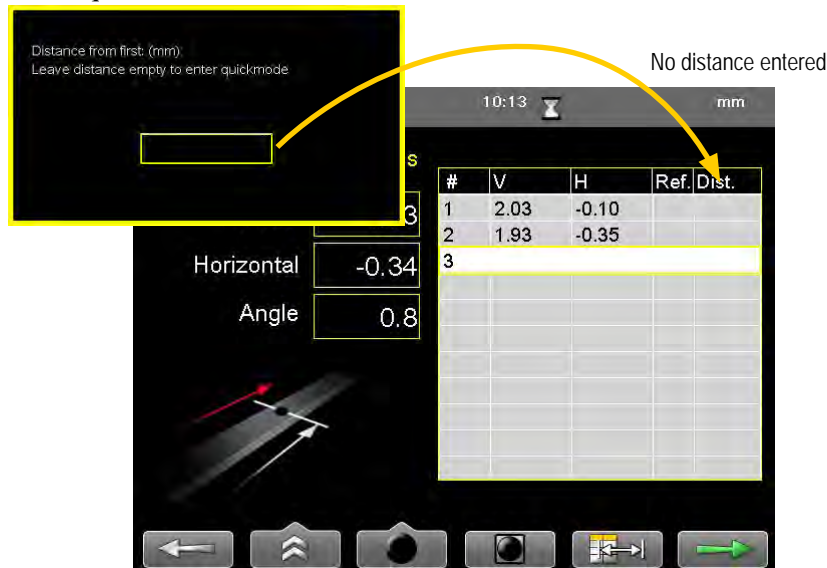 Distance from first: (mm)
Leave distance empty to enter quickmode
No distance entered
10:13 mm
s
# V H Ref. Dist.
3
1 2.03 -0.10
2 1.93 -0.35
3
Horizontal -0.34
Angle 0.8